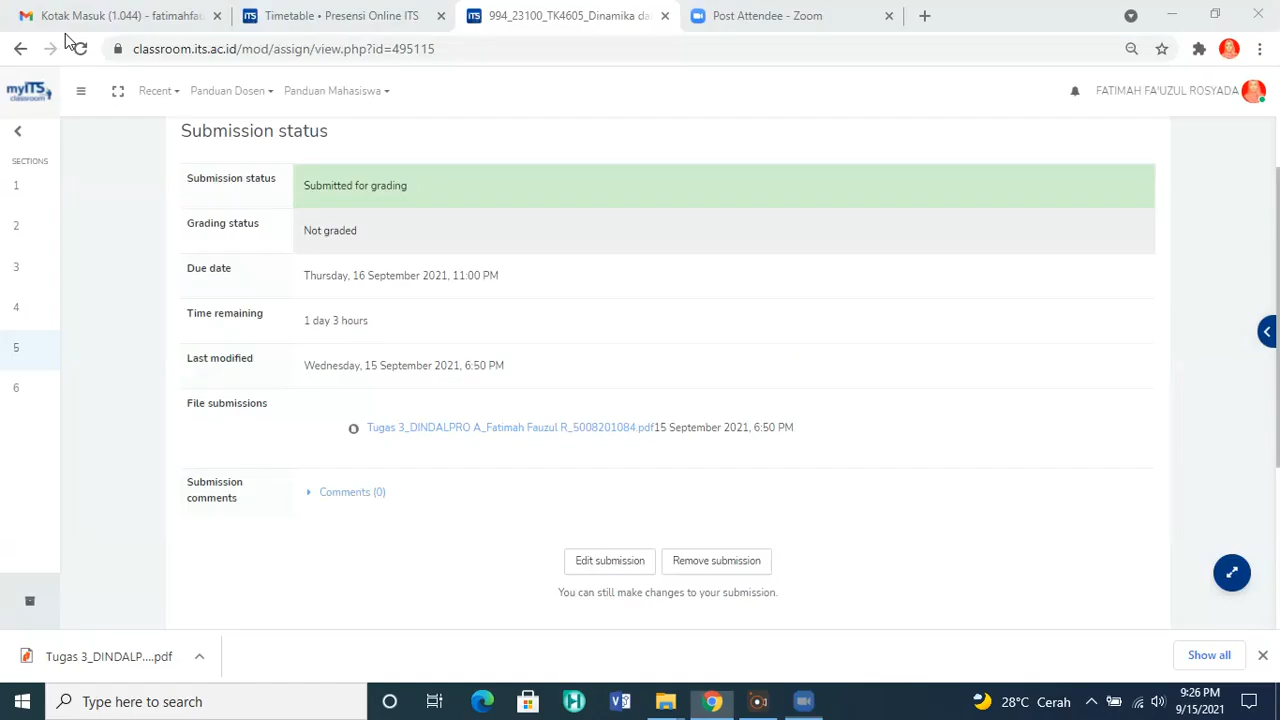 Kotak Masuk (1.044) - fatimahfau
Timetable • Presensi Online ITS
994_23100_TK4605_Dinamika da
Post Attendee - Zoom
classroom.its.ac.id/mod/assign/view.php?id=495115
myITS
classroom
Recent
Panduan Dosen
Panduan Mahasiswa
FATIMAH FA'UZUL ROSYADA
SECTIONS
1
2
3
4
5
6
Submission status
Submission status
Submitted for grading
Grading status
Not graded
Due date
Thursday, 16 September 2021, 11:00 PM
Time remaining
1 day 3 hours
Last modified
Wednesday, 15 September 2021, 6:50 PM
File submissions
Tugas 3_DINDALPRO A_Fatimah Fauzul R_5008201084.pdf15 September 2021, 6:50 PM
Submission
comments
Comments (0)
Edit submission
Remove submission
You can still make changes to your submission.
Tugas 3_DINDALP....pdf
Show all
Type here to search
28°C Cerah
9:26 PM
9/15/2021